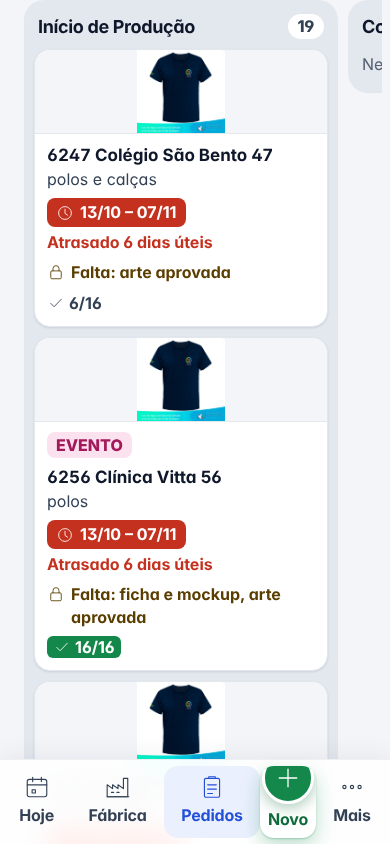 Início de Produção
19
Co
Ne
6247 Colégio São Bento 47
polos e calças
13/10 – 07/11
Atrasado 6 dias úteis
Falta: arte aprovada
6/16
EVENTO
6256 Clínica Vitta 56
polos
13/10 – 07/11
Atrasado 6 dias úteis
Falta: ficha e mockup, arte
aprovada
16/16
Hoje
Fábrica
Pedidos
Novo
Mais